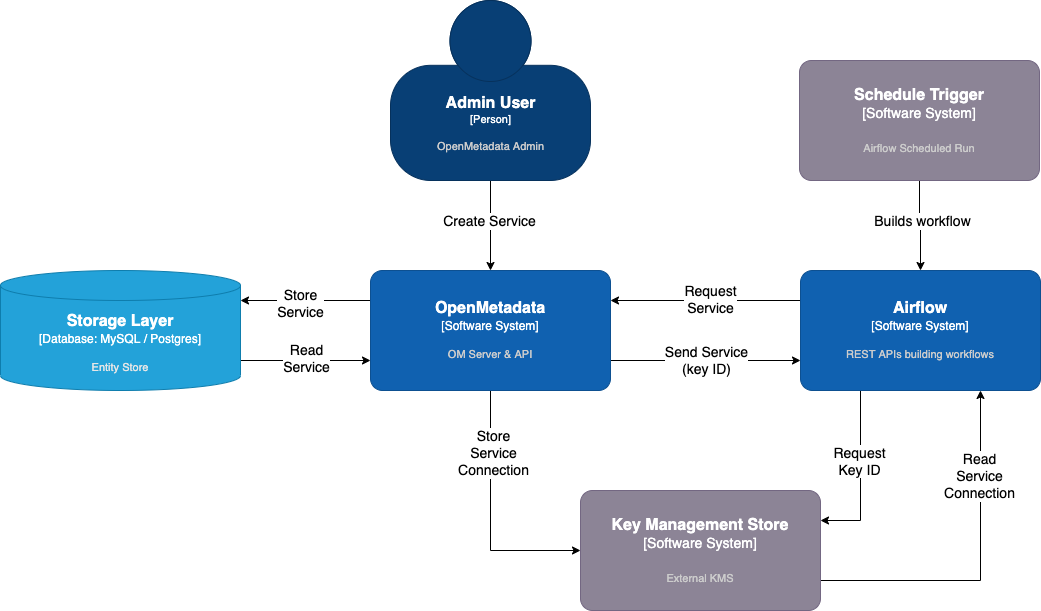 Admin User
[Person]
OpenMetadata Admin
Schedule Trigger
[Software System]
Airflow Scheduled Run
Create Service
Builds workflow
Storage Layer
[Database: MySQL / Postgres]
Entity Store
Store
Service
Read
Service
OpenMetadata
[Software System]
OM Server & API
Request
Service
Send Service
(key ID)
Airflow
[Software System]
REST APIs building workflows
Store
Service
Connection
Request
Key ID
Read
Service
Connection
Key Management Store
[Software System]
External KMS